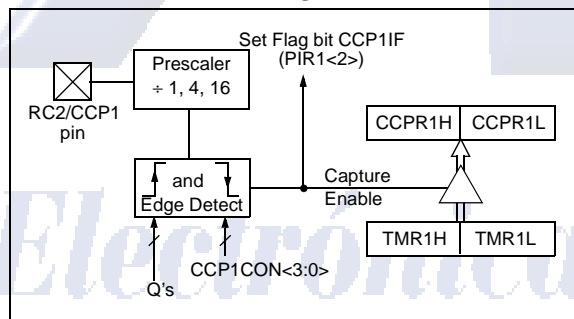 Set Flag bit CCP1IF
(PIR1<2>)
Prescaler
÷ 1, 4, 16
RC2/CCP1
pin
CCPR1H CCPR1L
and
Edge Detect
Capture
Enable
TMR1H TMR1L
CCP1CON<3:0>
Q's
Electrónica